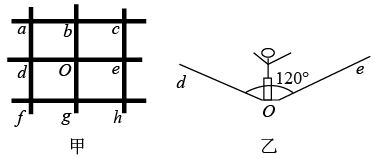 a b c
d O e
f g h
甲
d 120° e
O
乙